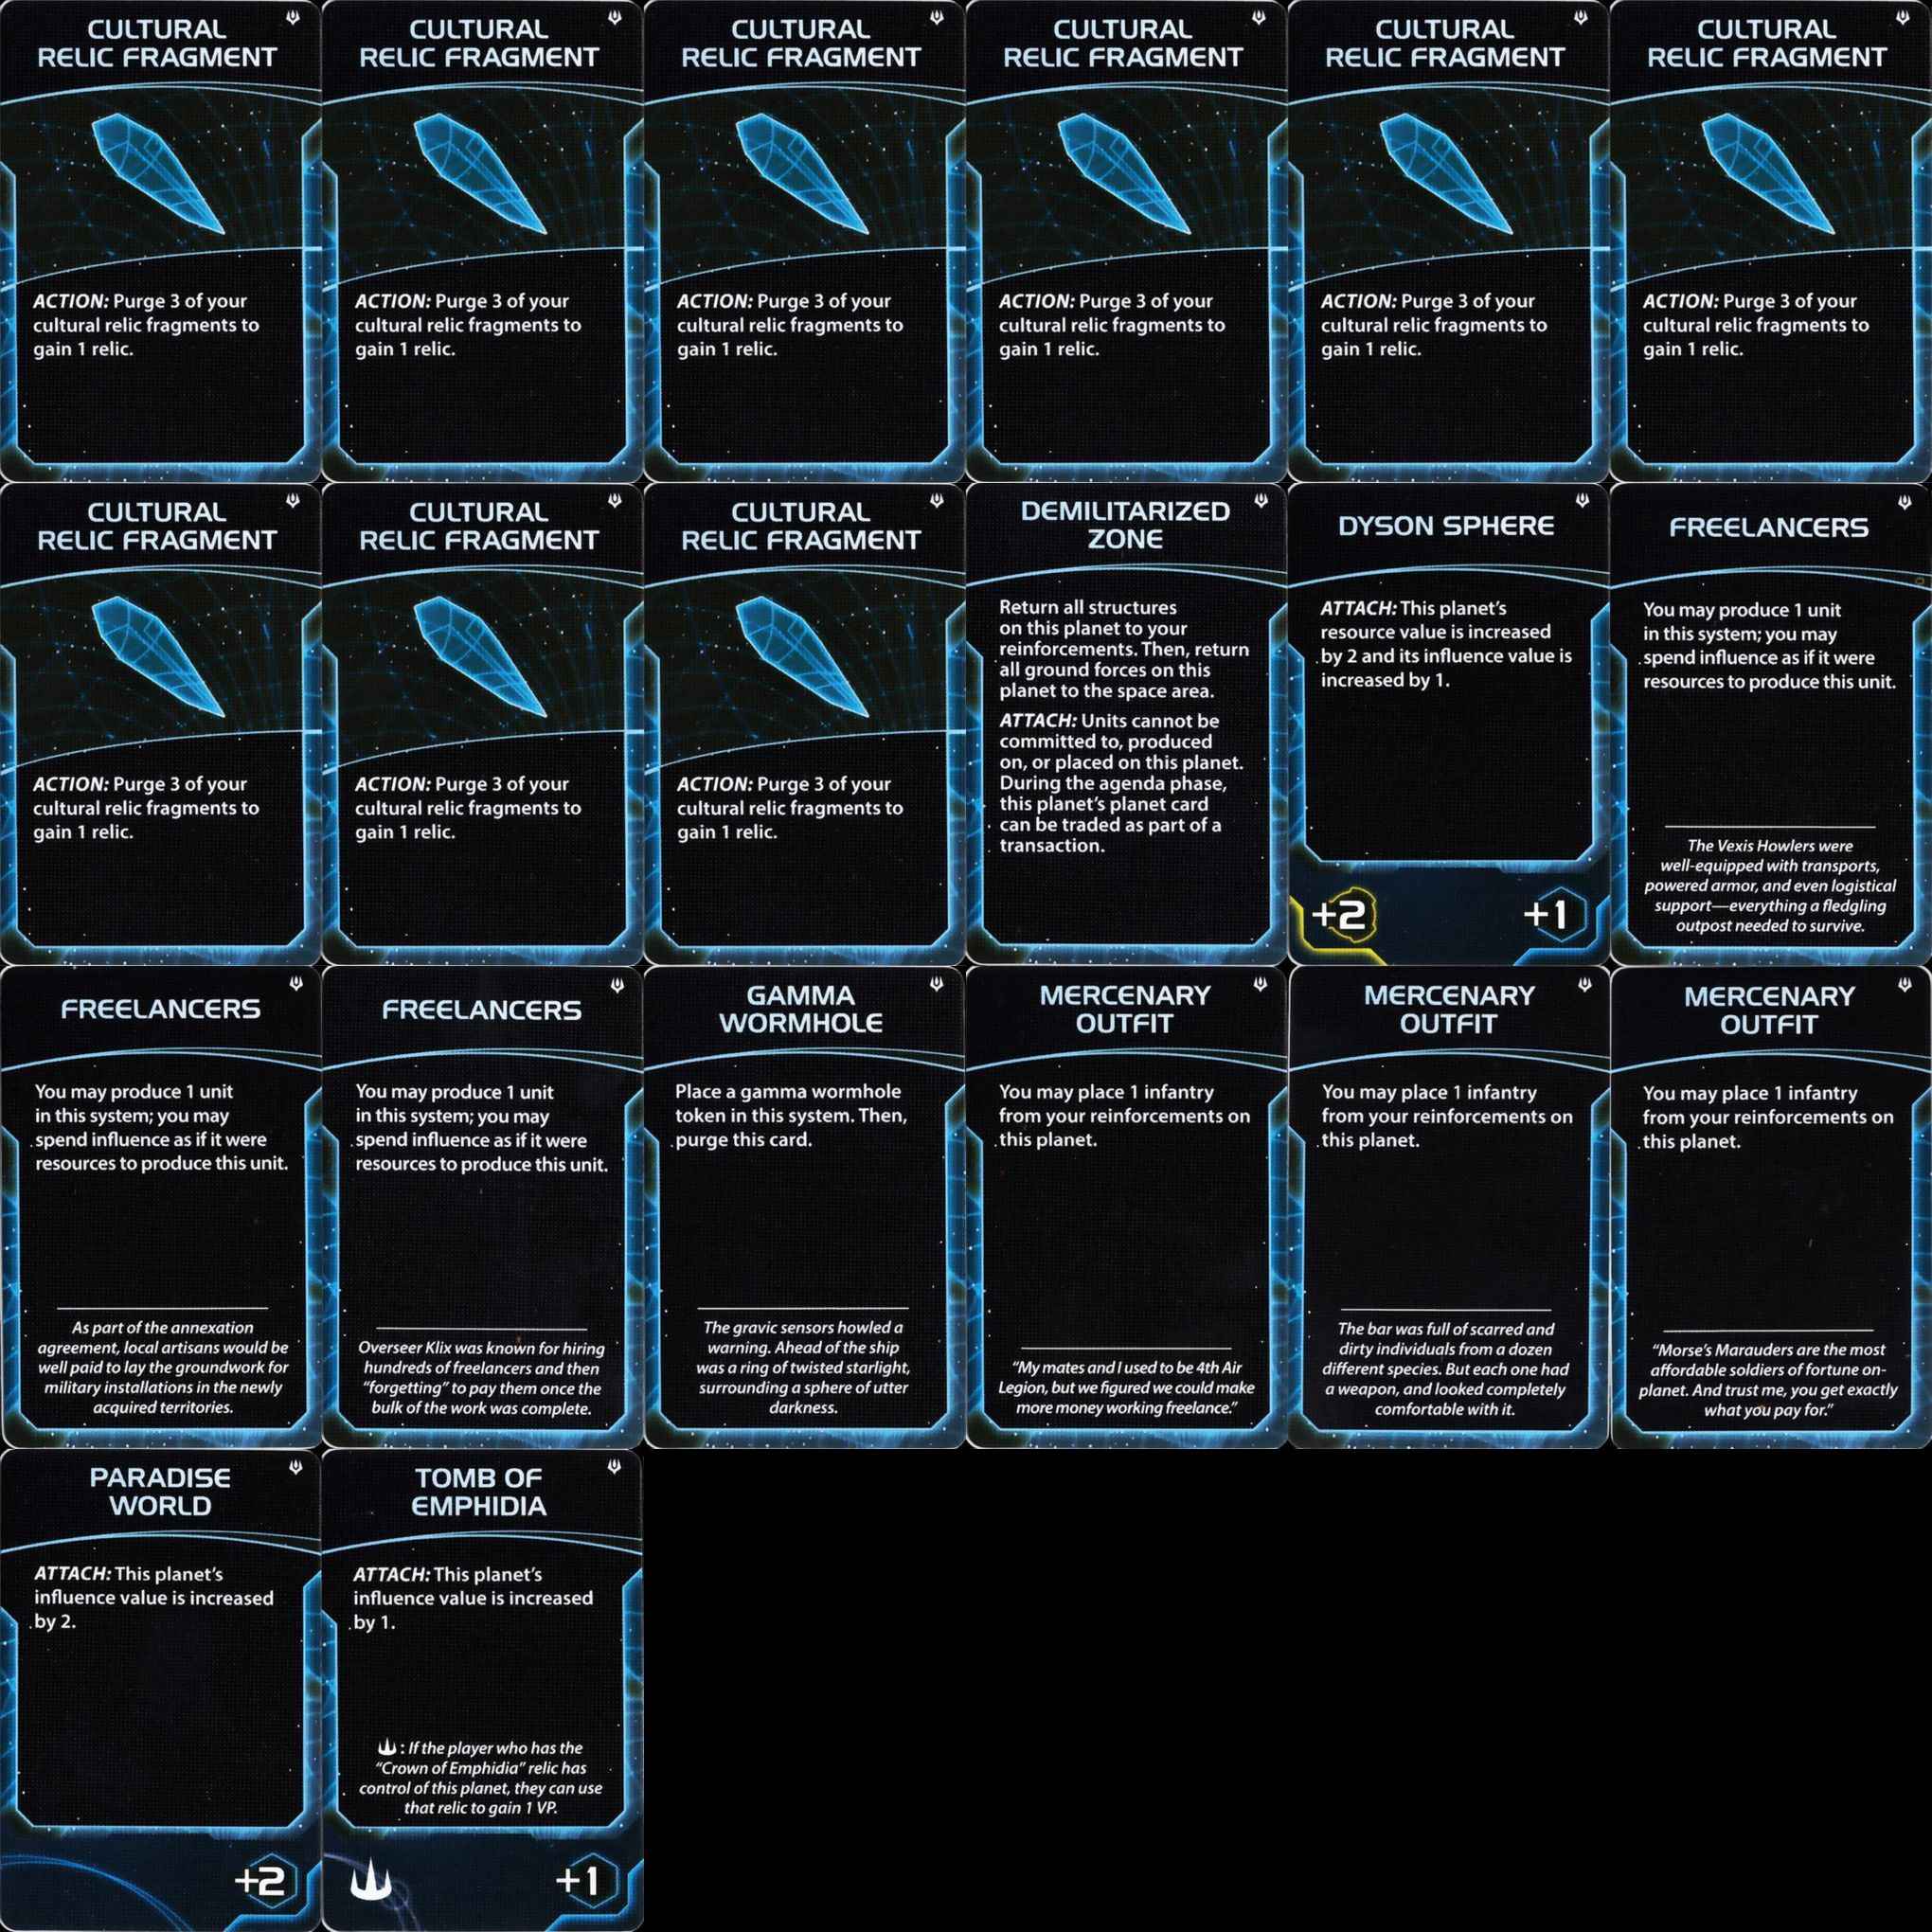 CULTURAL
RELIC FRAGMENT
ACTION: Purge 3 of your
cultural relic fragments to
gain 1 relic.
CULTURAL
RELIC FRAGMENT
ACTION: Purge 3 of your
cultural relic fragments to
gain 1 relic.
CULTURAL
RELIC FRAGMENT
ACTION: Purge 3 of your
cultural relic fragments to
gain 1 relic.
CULTURAL
RELIC FRAGMENT
ACTION: Purge 3 of your
cultural relic fragments to
gain 1 relic.
CULTURAL
RELIC FRAGMENT
ACTION: Purge 3 of your
cultural relic fragments to
gain 1 relic.
CULTURAL
RELIC FRAGMENT
ACTION: Purge 3 of your
cultural relic fragments to
gain 1 relic.
CULTURAL
RELIC FRAGMENT
ACTION: Purge 3 of your
cultural relic fragments to
gain 1 relic.
CULTURAL
RELIC FRAGMENT
ACTION: Purge 3 of your
cultural relic fragments to
gain 1 relic.
CULTURAL
RELIC FRAGMENT
ACTION: Purge 3 of your
cultural relic fragments to
gain 1 relic.
DEMILITARIZED
ZONE
Return all structures
on this planet to your
reinforcements. Then, return
all ground forces on this
planet to the space area.
ATTACH: Units cannot be
committed to, produced
on, or placed on this planet.
During the agenda phase,
this planet's planet card
can be traded as part of a
transaction.
DYSON SPHERE
ATTACH: This planet's
resource value is increased
by 2 and its influence value is
increased by 1.
+2
+1
FREELANCERS
You may produce 1 unit
in this system; you may
spend influence as if it were
resources to produce this unit.
The Vexis Howlers were
well-equipped with transports,
powered armor, and even logistical
support—everything a fledgling
outpost needed to survive.
FREELANCERS
You may produce 1 unit
in this system; you may
spend influence as if it were
resources to produce this unit.
As part of the annexation
agreement, local artisans would be
well paid to lay the groundwork for
military installations in the newly
acquired territories.
FREELANCERS
You may produce 1 unit
in this system; you may
spend influence as if it were
resources to produce this unit.
Overseer Klix was known for hiring
hundreds of freelancers and then
"forgetting" to pay them once the
bulk of the work was complete.
GAMMA
WORMHOLE
Place a gamma wormhole
token in this system. Then,
purge this card.
The gravic sensors howled a
warning. Ahead of the ship
was a ring of twisted starlight,
surrounding a sphere of utter
darkness.
MERCENARY
OUTFIT
You may place 1 infantry
from your reinforcements on
this planet.
"My mates and I used to be 4th Air
Legion, but we figured we could make
more money working freelance."
MERCENARY
OUTFIT
You may place 1 infantry
from your reinforcements on
this planet.
The bar was full of scarred and
dirty individuals from a dozen
different species. But each one had
a weapon, and looked completely
comfortable with it.
MERCENARY
OUTFIT
You may place 1 infantry
from your reinforcements on
this planet.
"Morse's Marauders are the most
affordable soldiers of fortune on-
planet. And trust me, you get exactly
what you pay for."
PARADISE
WORLD
ATTACH: This planet's
influence value is increased
by 2.
+2
TOMB OF
EMPHIDIA
ATTACH: This planet's
influence value is increased
by 1.
: If the player who has the
"Crown of Emphidia" relic has
control of this planet, they can use
that relic to gain 1 VP.
+1